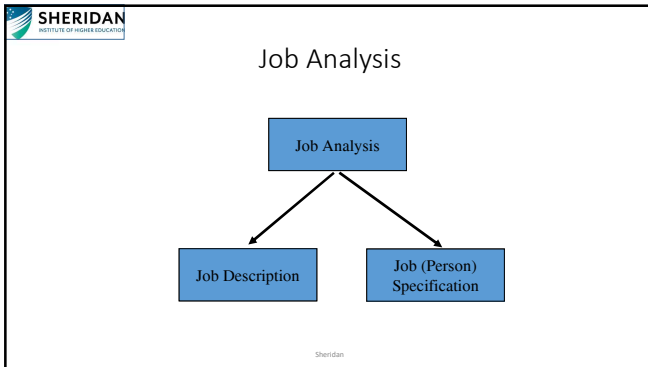 SHERIDAN
INSTITUTE OF HIGHER EDUCATION
Job Analysis
Job Analysis
Job Description
Job (Person)
Specification
Sheridan